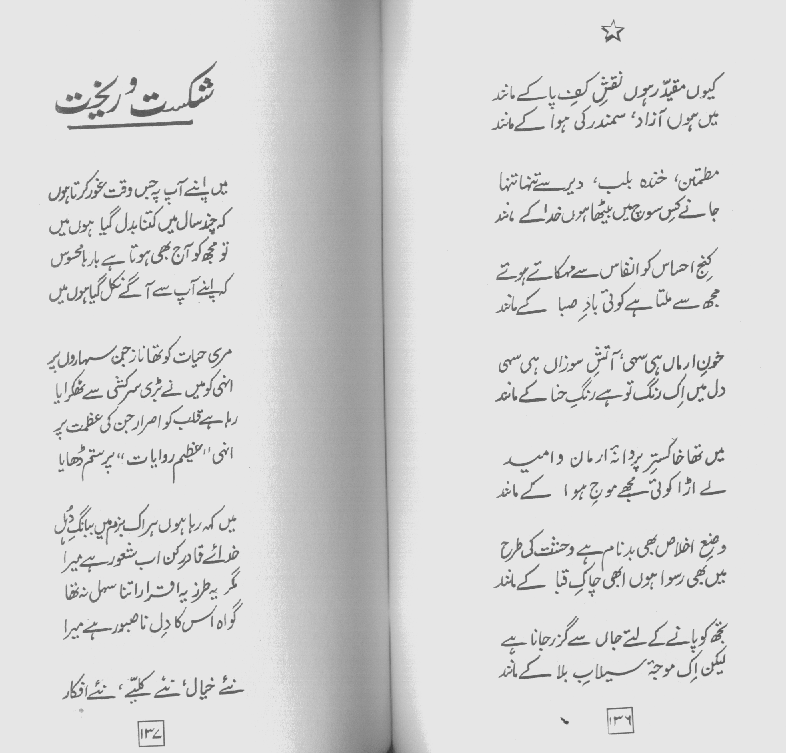 کیوں مقید رہوں نقشِ کفِ پا کے مانند
میں ہوں آزاد، سمندر کی ہوا کے مانند
مطمئن، خندہ بلب، دیر سے تنہا تنہا
جانے کس سوچ میں بیٹھا ہوں خدا کے مانند
کنجِ احساس کو انفاس سے مہکاتے ہوئے
مجھ سے ملتا ہے کوئی بادِ صبا کے مانند
خونِ ارماں ہی سہی، آتشِ سوزاں ہی سہی
دل میں اِک رنگ تو ہے رنگِ حنا کے مانند
میں تھا خاکسترِ پروانۂ ارمان و امید
لے اڑا کوئی مجھے موجِ ہوا کے مانند
وضعِ اخلاص بھی بدنام ہے وحشت کی طرح
میں بھی رسوا ہوں ابھی چاکِ قبا کے مانند
تجھ کو پانے کے لئے جاں سے گزر جانا ہے
لیکن اِک موجۂ سیلابِ بلا کے مانند
۱۳۶
شکست و ریخت
میں اپنے آپ پہ جس وقت غور کرتا ہوں
کہ چند سال میں کتنا بدل گیا ہوں میں
تو مجھ کو آج بھی ہوتا ہے بارہا محسوس
کہ اپنے آپ سے آگے نکل گیا ہوں میں
مری حیات کو تھا ناز جن سہاروں پر
انہی کو میں نے بڑی سرکشی سے ٹھکرایا
رہا ہے قلب کو اصرار جن کی عظمت پر
انہی "عظیم روایات" پر ستم ڈھایا
میں کہہ رہا ہوں ہر اک بزم میں ببانگِ دُہل
خدائے قادرِ کن اب شعور ہے میرا
مگر یہ طرزِ یہ اقرار اتنا سہل نہ تھا
گواہ اس کا دلِ ناصبور ہے میرا
نئے خیال، نئے کلیے، نئے افکار
۱۳۷